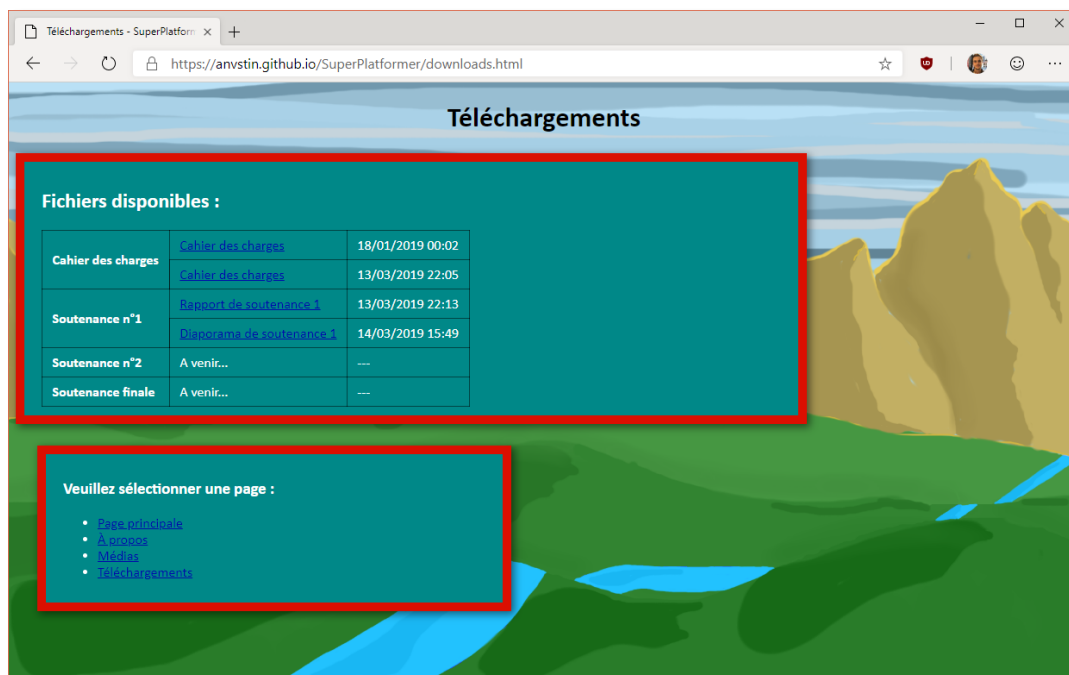 Téléchargements - SuperPlatform
https://anvstin.github.io/SuperPlatformer/downloads.html
Téléchargements
Fichiers disponibles :
Cahier des charges
Cahier des charges 18/01/2019 00:02
Cahier des charges 13/03/2019 22:05
Soutenance n°1
Rapport de soutenance 1 13/03/2019 22:13
Diaporama de soutenance 1 14/03/2019 15:49
Soutenance n°2 A venir... ---
Soutenance finale A venir... ---
Veuillez sélectionner une page :
• Page principale
• À propos
• Médias
• Téléchargements